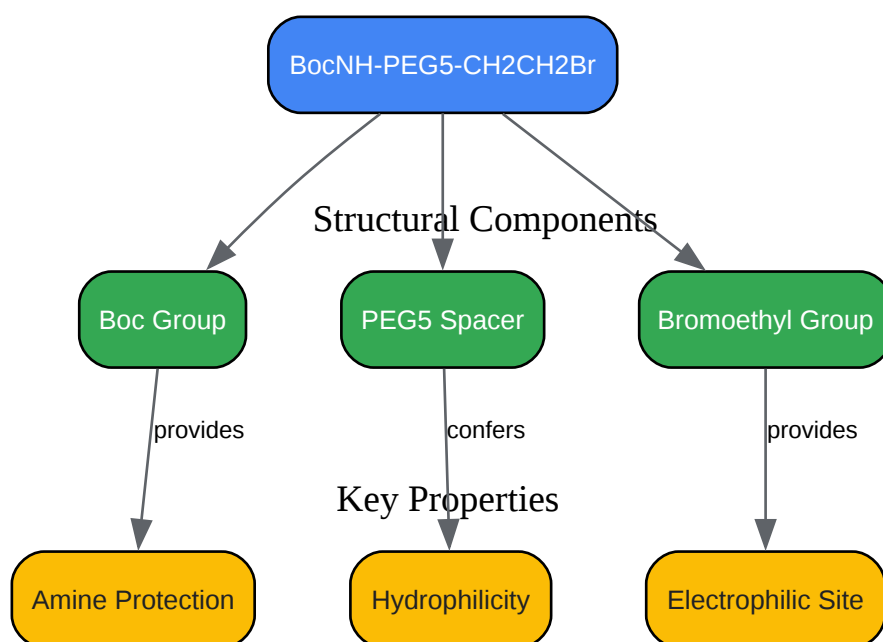 BocNH-PEG5-CH2CH2Br
Structural Components
Boc Group
PEG5 Spacer
Bromoethyl Group
provides
confers
provides
Key Properties
Amine Protection
Hydrophilicity
Electrophilic Site